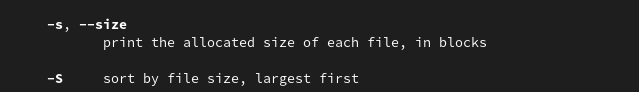 -s, --size
print the allocated size of each file, in blocks
-S sort by file size, largest first